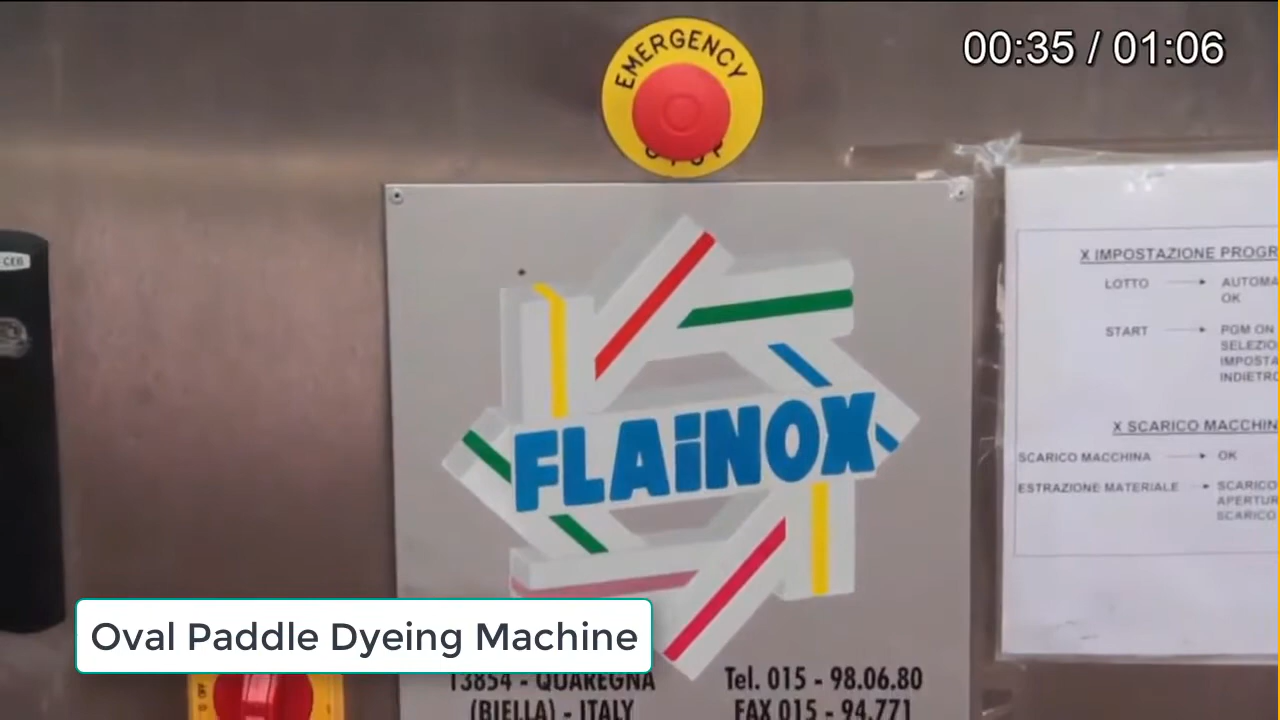 00:35 / 01:06
EMERGENCY
STOP
CE6
FLAiNOX
X IMPOSTAZIONE PROGR
LOTTO → AUTOMA
OK
START → PGM ON
SELEZIO
IMPOSTA
INDIETRO
X SCARICO MACCHIN
SCARICO MACCHINA → OK
ESTRAZIONE MATERIALE → SCARICO
APERTUR
SCARICO
Oval Paddle Dyeing Machine
OFF
13854 - QUAREGNA
(BIELLA) - ITALY
Tel. 015 - 98.06.80
FAX 015 - 94.771